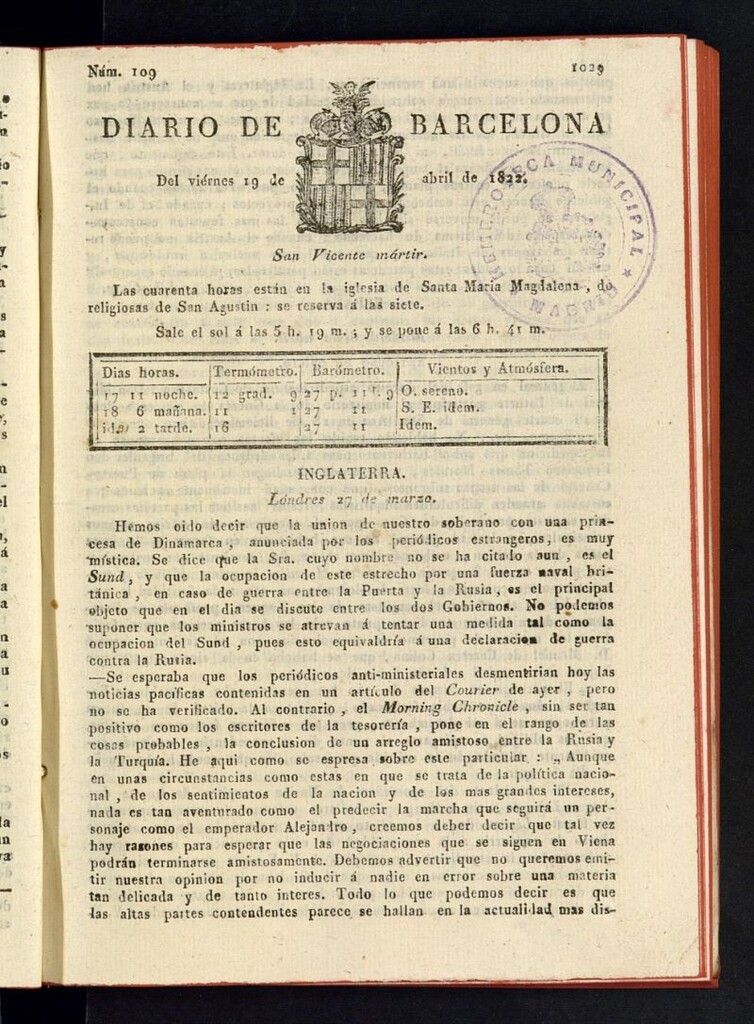 Núm. 109
1029
DIARIO DE BARCELONA
Del viérnes 19 de abril de 1822.
HEMEROTECA MUNICIPAL ★ MADRID ★
San Vicente mártir.
Las cuarenta horas están en la iglesia de Santa María Magdalena, de
religiosas de San Agustin : se reserva á las siete.
Sale el sol á las 5 h. 19 m. ; y se pone á las 6 h. 41 m.
Dias horas. Termómetro. Barómetro. Vientos y Atmósfera.
17 11 noche. 12 grad. 9 27 p. 11 l. 9 O. sereno.
18 6 mañana. 11 1 27 11 S. E. idem.
id. 2 tarde. 16 27 11 Idem.
INGLATERRA.
Lóndres 27 de marzo.
Hemos oido decir que la union de nuestro soberano con una prin-
cesa de Dinamarca, anunciada por los periódicos estrangeros, es muy
mística. Se dice que la Sra. cuyo nombre no se ha citado aun, es el
Sund, y que la ocupacion de este estrecho por una fuerza naval bri-
tánica, en caso de guerra entre la Puerta y la Rusia, es el principal
objeto que en el dia se discute entre los dos Gobiernos. No podemos
suponer que los ministros se atrevan á tentar una medida tal como la
ocupacion del Sund, pues esto equivaldría á una declaracion de guerra
contra la Rusia.
—Se esperaba que los periódicos anti-ministeriales desmentirian hoy las
noticias pacíficas contenidas en un artículo del Courier de ayer, pero
no se ha verificado. Al contrario, el Morning Chronicle, sin ser tan
positivo como los escritores de la tesorería, pone en el rango de las
cosas probables, la conclusion de un arreglo amistoso entre la Rusia y
la Turquía. He aqui como se espresa sobre este particular : „ Aunque
en unas circunstancias como estas en que se trata de la política nacio-
nal, de los sentimientos de la nacion y de los mas grandes intereses,
nada es tan aventurado como el predecir la marcha que seguirá un per-
sonaje como el emperador Alejandro, creemos deber decir que tal vez
hay razones para esperar que las negociaciones que se siguen en Viena
podrán terminarse amistosamente. Debemos advertir que no queremos emi-
tir nuestra opinion por no inducir á nadie en error sobre una materia
tan delicada y de tanto interes. Todo lo que podemos decir es que
las altas partes contendentes parece se hallan en la actualidad mas dis-